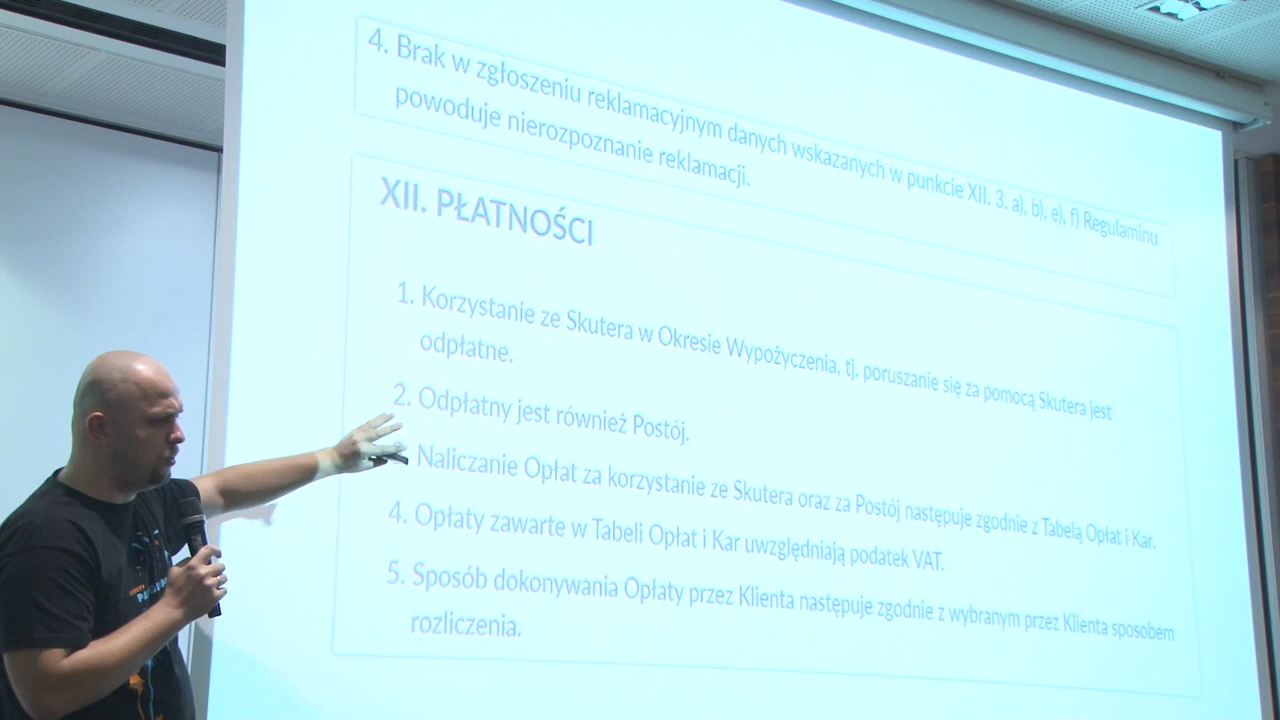 4. Brak w zgłoszeniu reklamacyjnym danych wskazanych w punkcie XII. 3. a), b), e), f) Regulaminu
powoduje nierozpoznanie reklamacji.
XII. PŁATNOŚCI
1. Korzystanie ze Skutera w Okresie Wypożyczenia, tj. poruszanie się za pomocą Skutera jest
odpłatne.
2. Odpłatny jest również Postój.
Naliczanie Opłat za korzystanie ze Skutera oraz za Postój następuje zgodnie z Tabelą Opłat i Kar.
4. Opłaty zawarte w Tabeli Opłat i Kar uwzględniają podatek VAT.
5. Sposób dokonywania Opłaty przez Klienta następuje zgodnie z wybranym przez Klienta sposobem
rozliczenia.